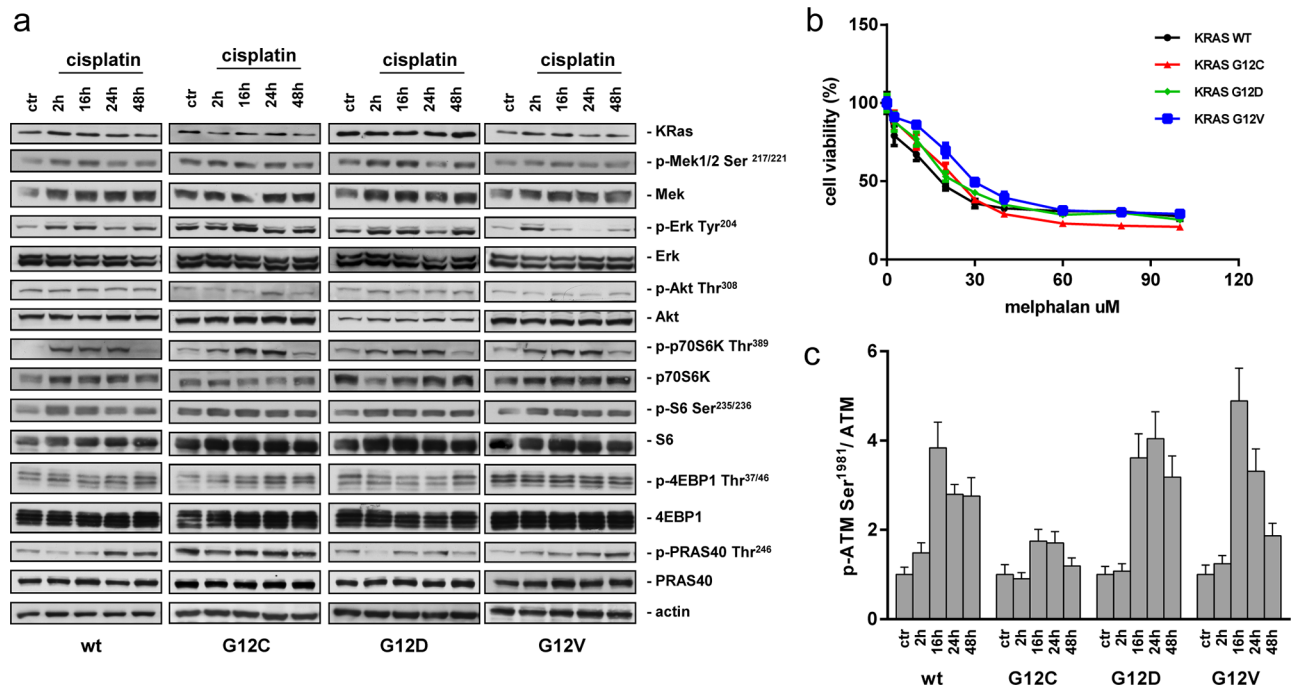 a
cisplatin cisplatin cisplatin cisplatin
ctr 2h 16h 24h 48h ctr 2h 16h 24h 48h ctr 2h 16h 24h 48h ctr 2h 16h 24h 48h
- KRas
- p-Mek1/2 Ser 217/221
- Mek
- p-Erk Tyr204
- Erk
- p-Akt Thr308
- Akt
- p-p70S6K Thr389
- p70S6K
- p-S6 Ser235/236
- S6
- p-4EBP1 Thr37/46
- 4EBP1
- p-PRAS40 Thr246
- PRAS40
- actin
wt G12C G12D G12V
b
KRAS WT
KRAS G12C
KRAS G12D
KRAS G12V
cell viability (%)
150
100
50
0
0 30 60 90 120
melphalan uM
c
p-ATM Ser1981/ ATM
6
4
2
0
ctr 2h 16h 24h 48h ctr 2h 16h 24h 48h ctr 2h 16h 24h 48h ctr 2h 16h 24h 48h
wt G12C G12D G12V